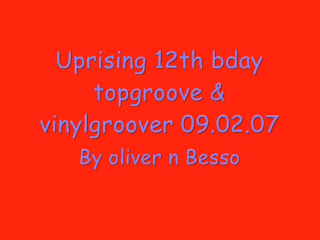 Uprising 12th bday
topgroove &
vinylgroover 09.02.07
By oliver n Besso